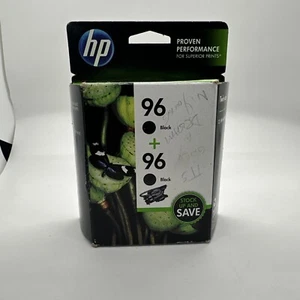 hp
PROVEN
PERFORMANCE
FOR SUPERIOR PRINTS*
96
Black
+
96
Black
STOCK
UP AND
SAVE